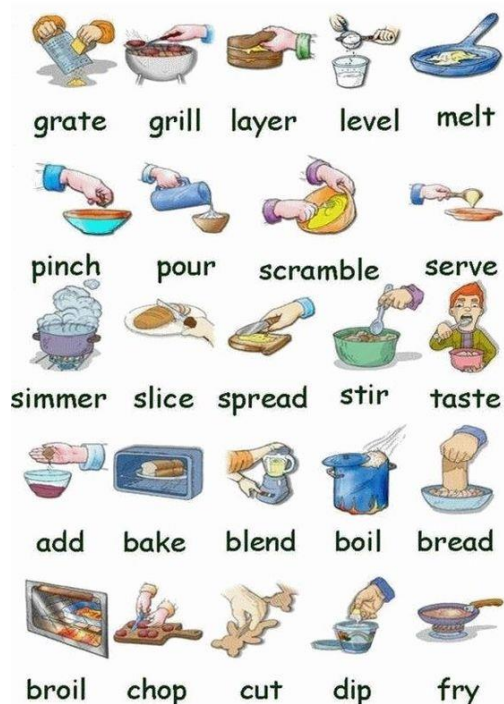 grate grill layer level melt
pinch pour scramble serve
simmer slice spread stir taste
add bake blend boil bread
broil chop cut dip fry